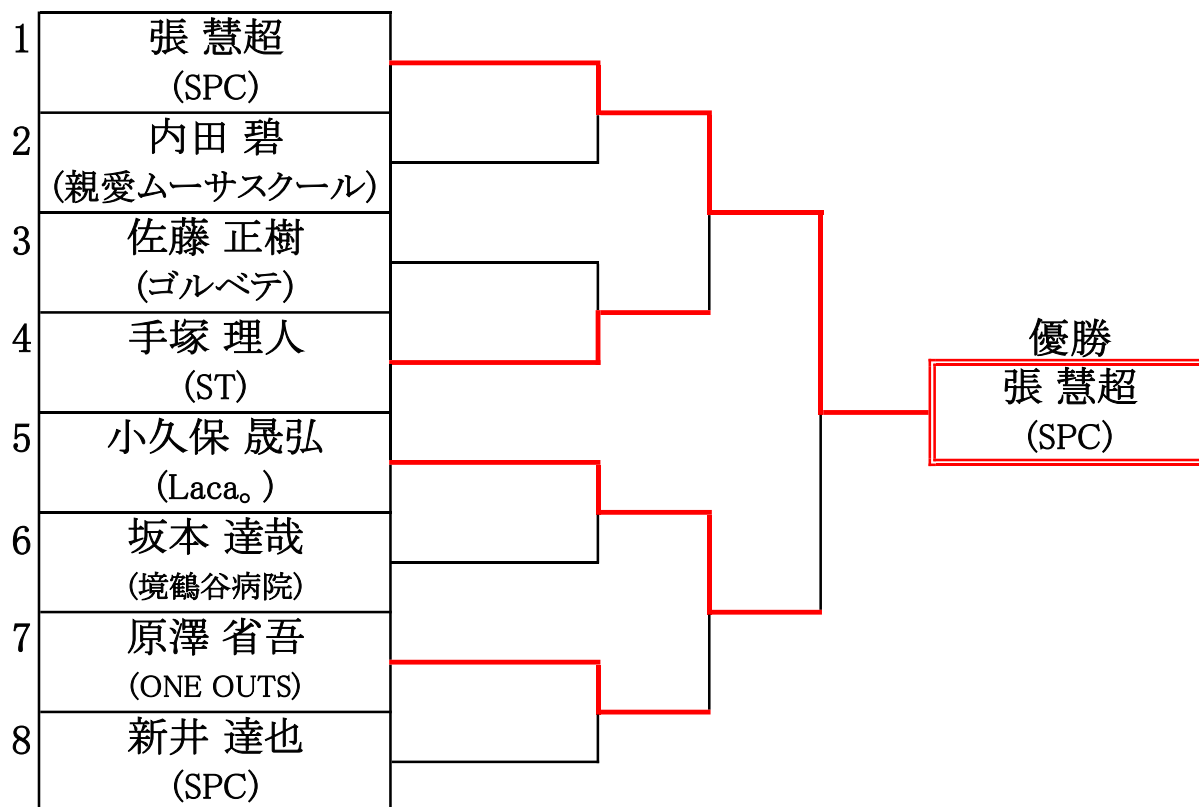 1
張 慧超
(SPC)
2
内田 碧
(親愛ムーサスクール)
3
佐藤 正樹
(ゴルベテ)
4
手塚 理人
(ST)
5
小久保 晟弘
(Laca。)
6
坂本 達哉
(境鶴谷病院)
7
原澤 省吾
(ONE OUTS)
8
新井 達也
(SPC)
優勝
張 慧超
(SPC)